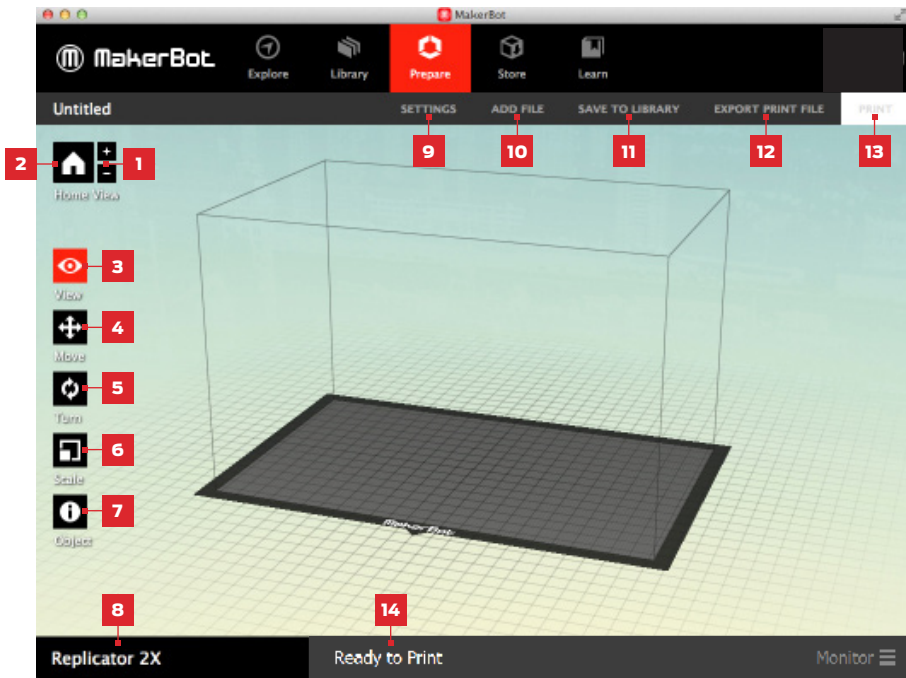 MakerBot
MakerBot
Explore
Library
Prepare
Store
Learn
Untitled
SETTINGS
ADD FILE
SAVE TO LIBRARY
EXPORT PRINT FILE
PRINT
9
10
11
12
13
2
1
+
−
Home View
3
View
4
Move
5
Turn
6
Scale
7
Object
MakerBot
8
14
Replicator 2X
Ready to Print
Monitor